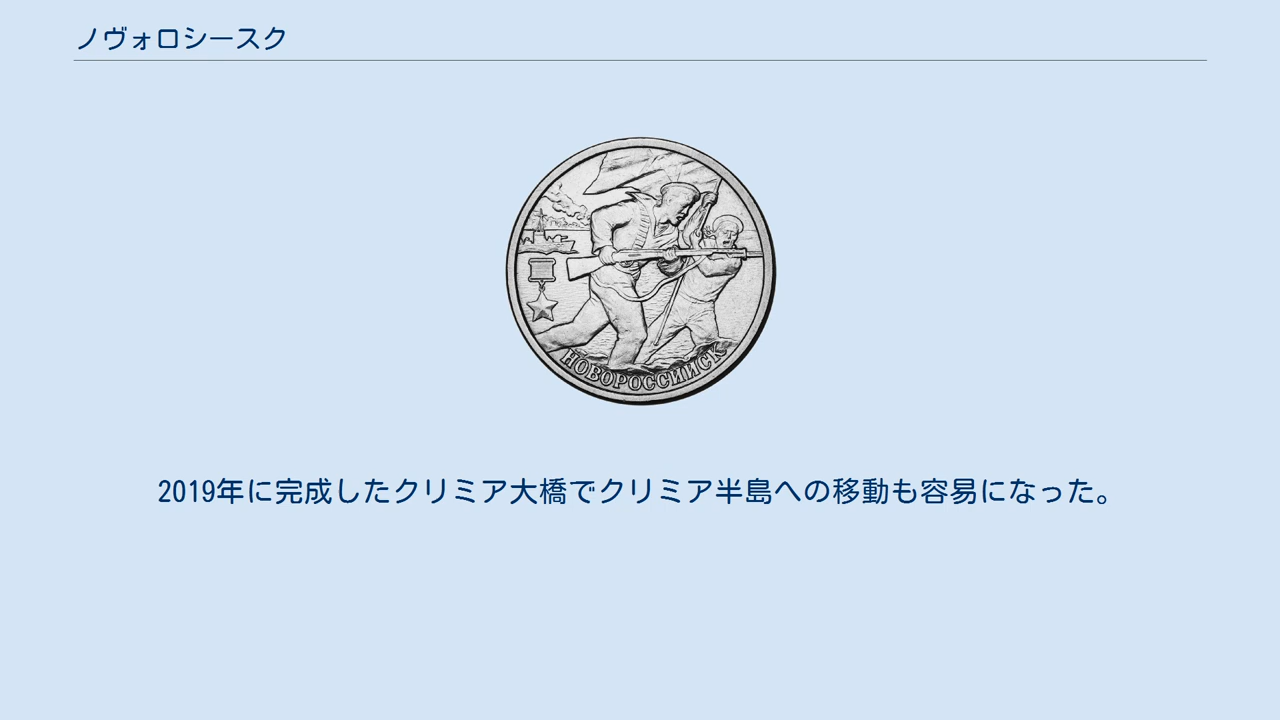 ノヴォロシースク
НОВОРОССИЙСК
2019年に完成したクリミア大橋でクリミア半島への移動も容易になった。